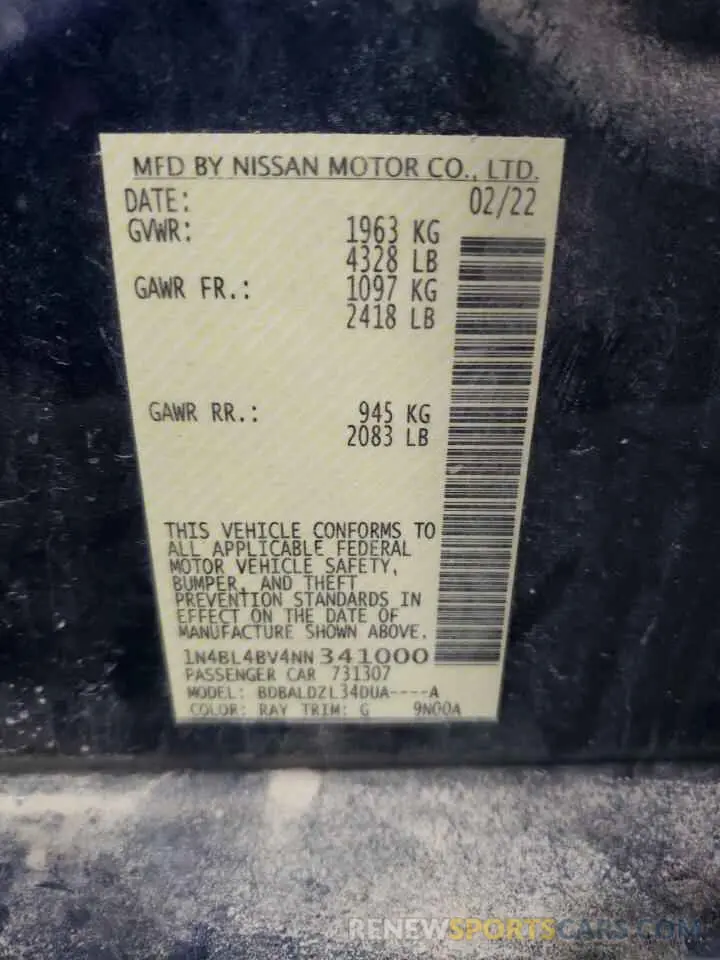 MFD BY NISSAN MOTOR CO., LTD.
DATE: 02/22
GVWR: 1963 KG
4328 LB
GAWR FR.: 1097 KG
2418 LB
GAWR RR.: 945 KG
2083 LB
THIS VEHICLE CONFORMS TO
ALL APPLICABLE FEDERAL
MOTOR VEHICLE SAFETY,
BUMPER, AND THEFT
PREVENTION STANDARDS IN
EFFECT ON THE DATE OF
MANUFACTURE SHOWN ABOVE.
1N4BL4BV4NN341000
PASSENGER CAR 731307
MODEL: BDBALDZL34DUA----A
COLOR: RAY TRIM: G 9N00A
RENEWSPORTSCARS.COM